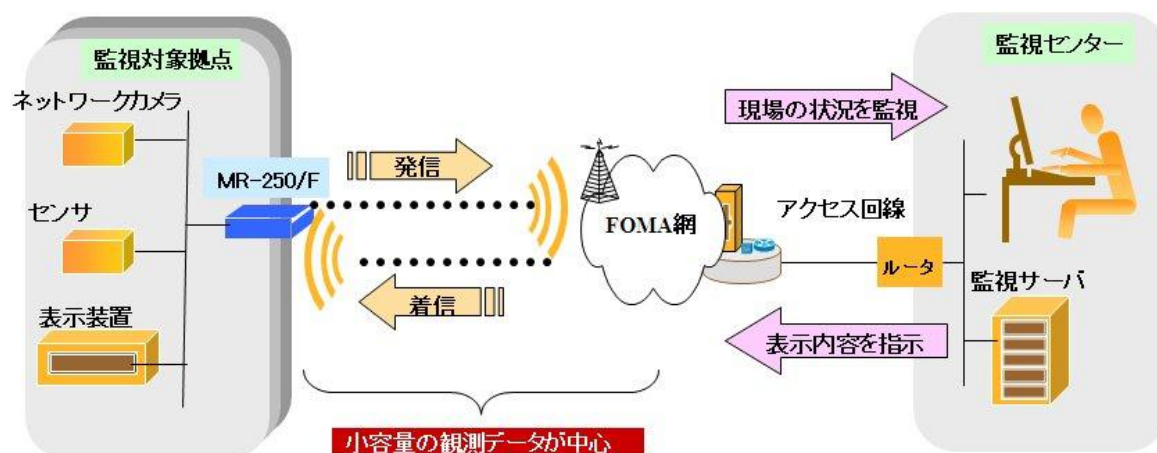 監視対象拠点
ネットワークカメラ
センサ
表示装置
MR-250/F
発信
着信
FOMA網
小容量の観測データが中心
現場の状況を監視
アクセス回線
ルータ
表示内容を指示
監視センター
監視サーバ